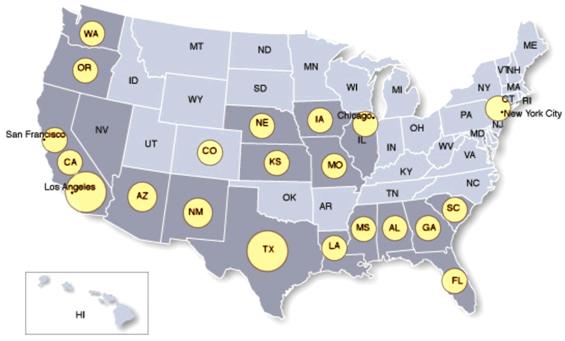 WA
OR
MT
ND
MN
ID
WY
SD
WI
MI
NY
VT
NH
ME
MA
CT
RI
New York City
NJ
PA
NE
IA
Chicago
IL
IN
OH
MD
WV
VA
San Francisco
NV
UT
CO
KS
MO
KY
NC
CA
Los Angeles
AZ
NM
OK
AR
TN
SC
TX
LA
MS
AL
GA
FL
HI